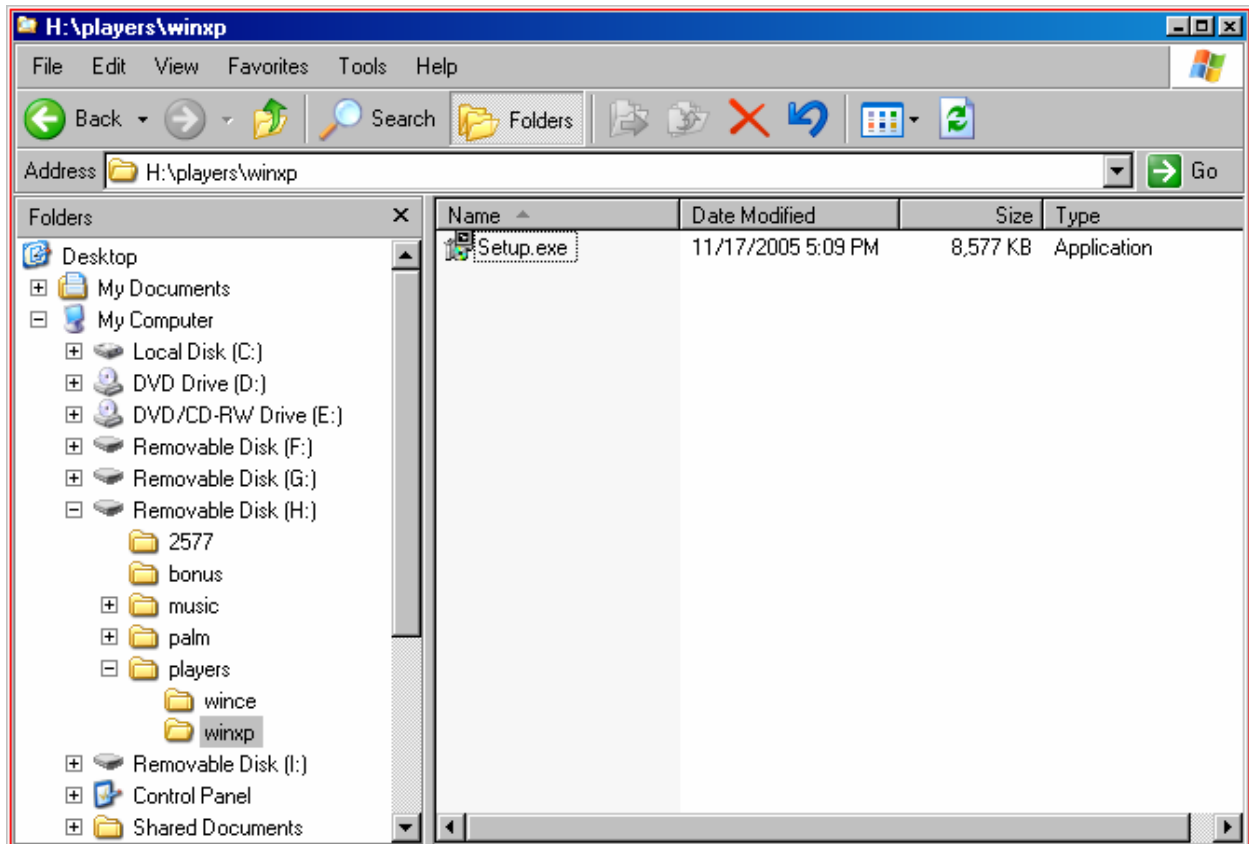 H:\players\winxp
File Edit View Favorites Tools Help
Back Search Folders
Address H:\players\winxp Go
Folders
Name Date Modified Size Type
Setup.exe 11/17/2005 5:09 PM 8,577 KB Application
Desktop
My Documents
My Computer
Local Disk (C:)
DVD Drive (D:)
DVD/CD-RW Drive (E:)
Removable Disk (F:)
Removable Disk (G:)
Removable Disk (H:)
2577
bonus
music
palm
players
wince
winxp
Removable Disk (I:)
Control Panel
Shared Documents